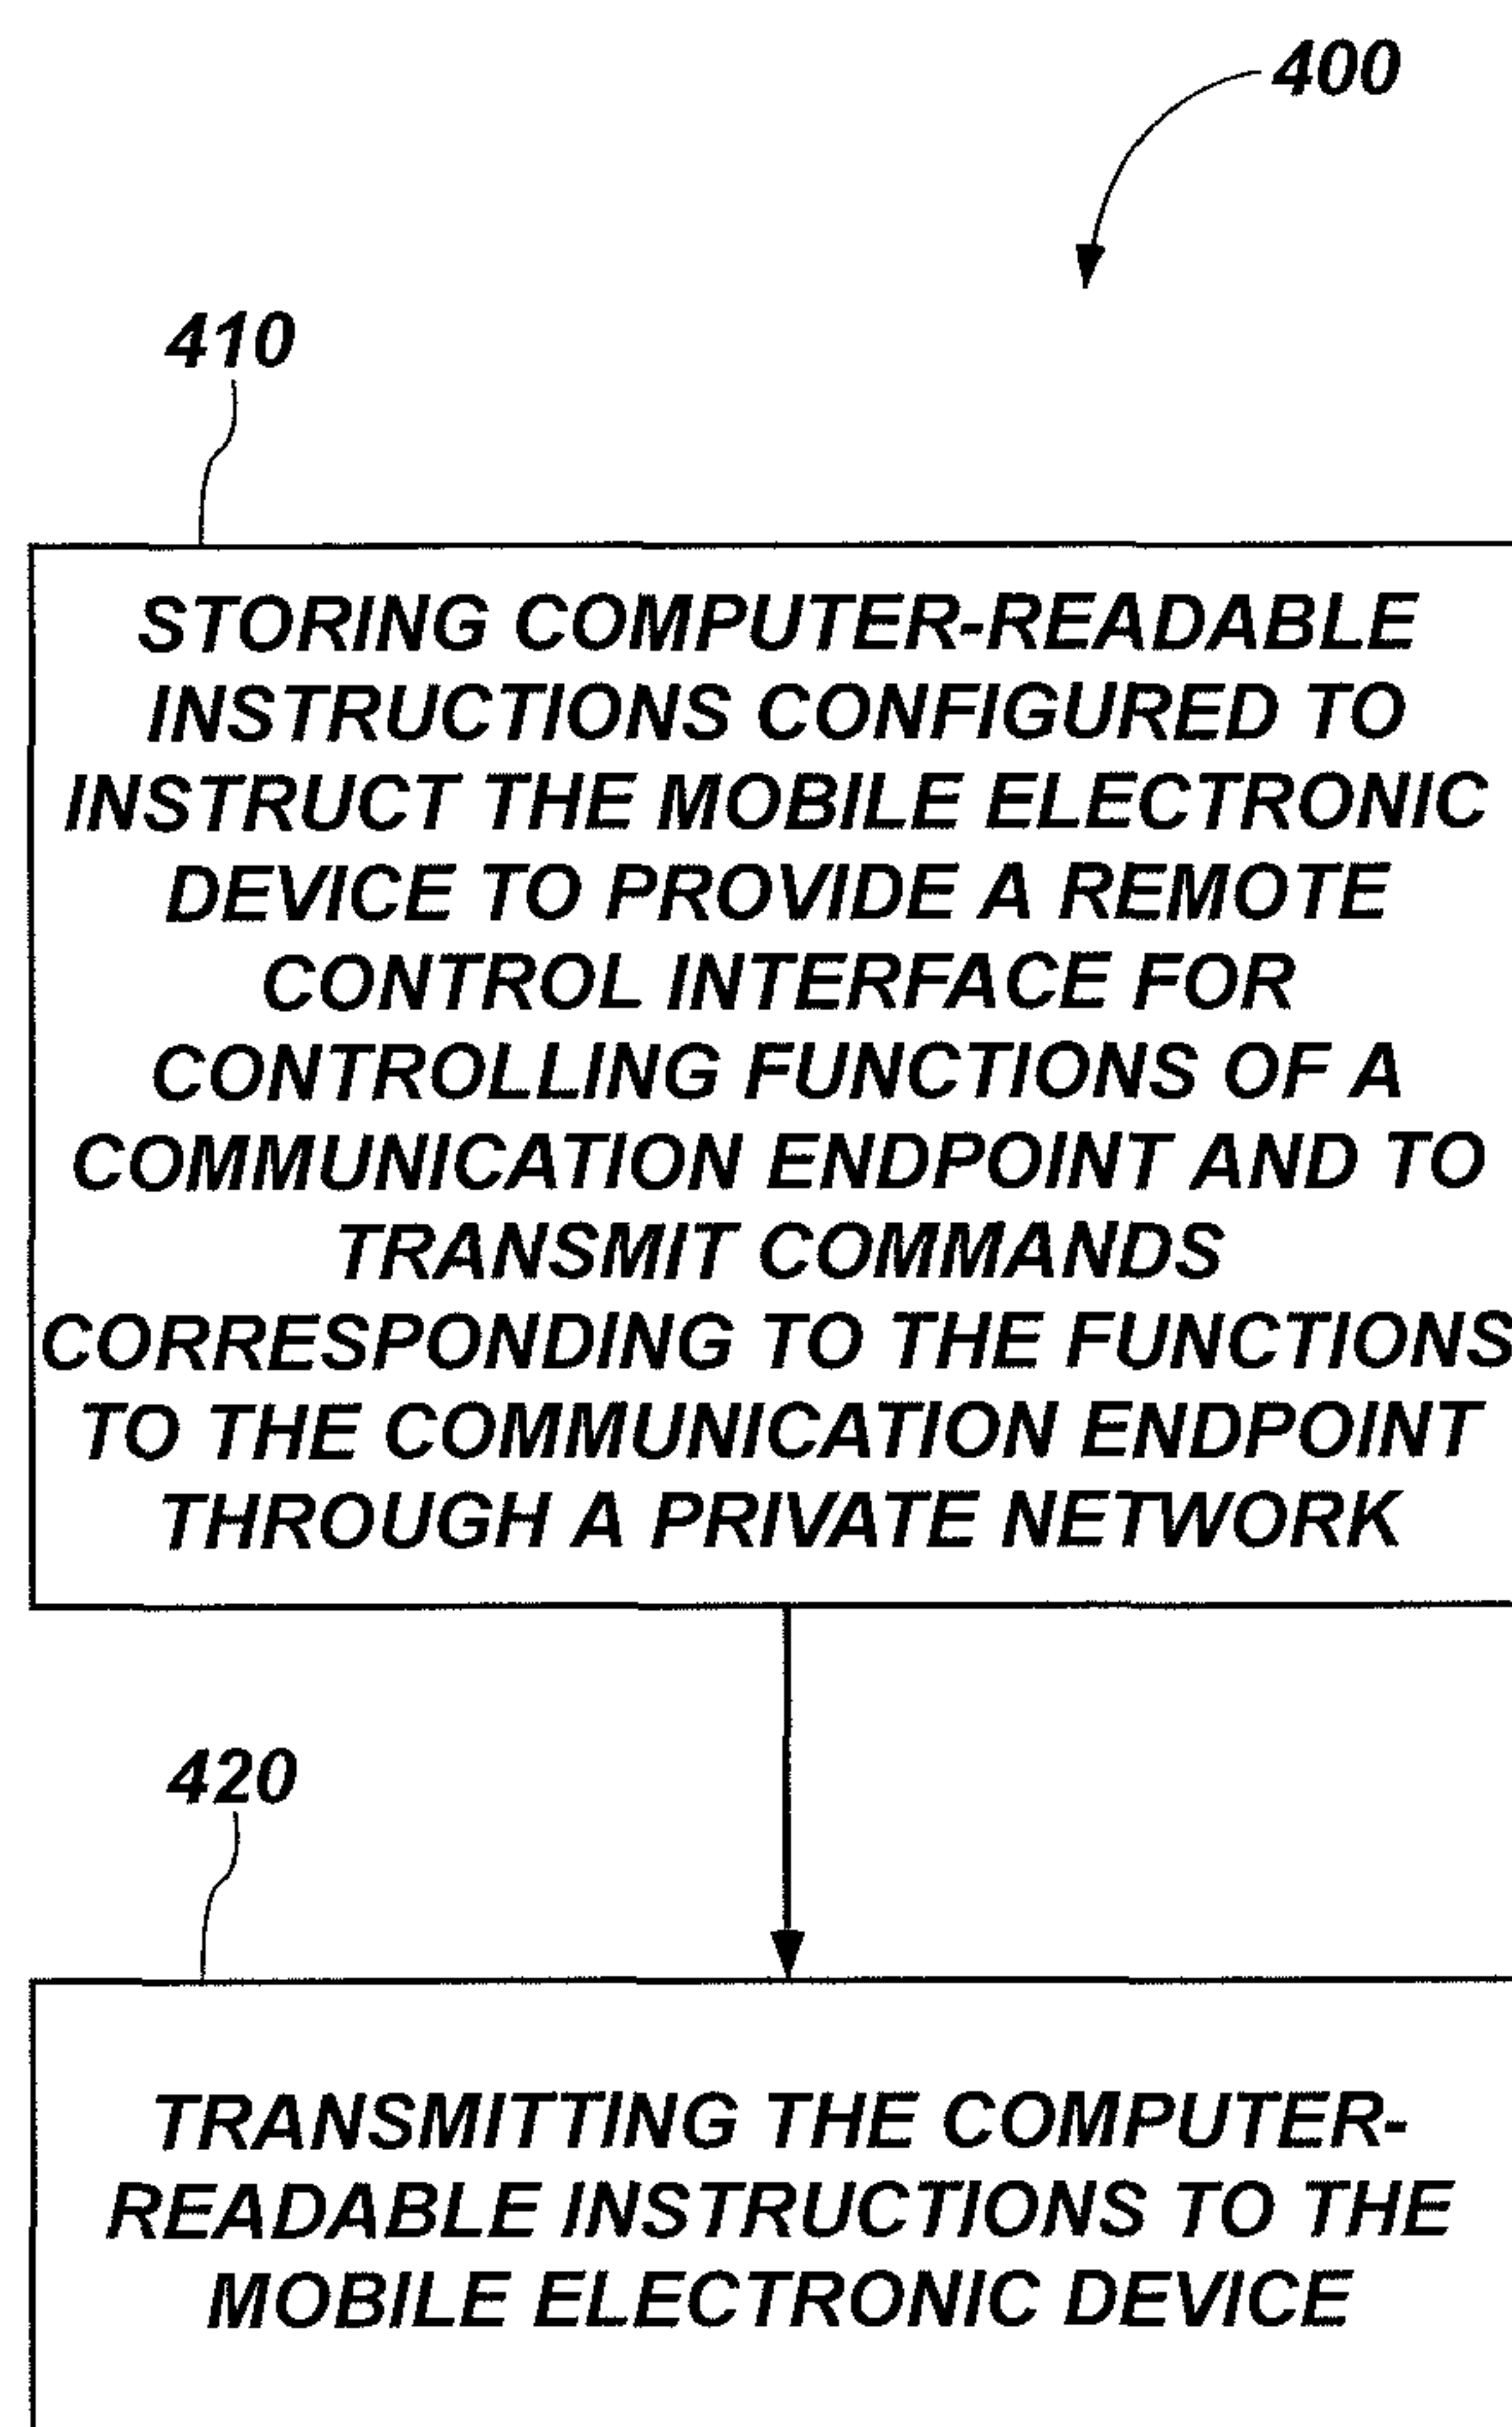 400
410
STORING COMPUTER-READABLE
INSTRUCTIONS CONFIGURED TO
INSTRUCT THE MOBILE ELECTRONIC
DEVICE TO PROVIDE A REMOTE
CONTROL INTERFACE FOR
CONTROLLING FUNCTIONS OF A
COMMUNICATION ENDPOINT AND TO
TRANSMIT COMMANDS
CORRESPONDING TO THE FUNCTIONS
TO THE COMMUNICATION ENDPOINT
THROUGH A PRIVATE NETWORK
420
TRANSMITTING THE COMPUTER-
READABLE INSTRUCTIONS TO THE
MOBILE ELECTRONIC DEVICE